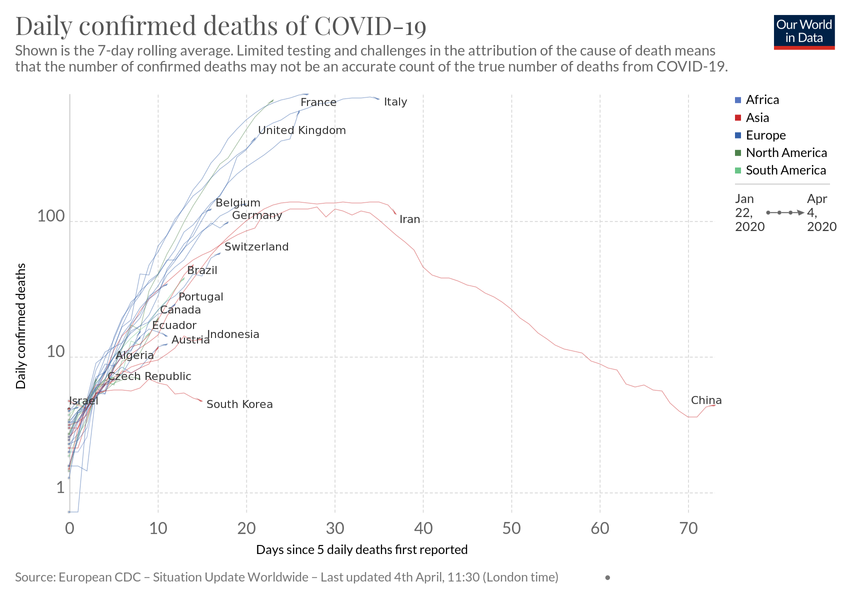 Daily confirmed deaths of COVID-19
Shown is the 7-day rolling average. Limited testing and challenges in the attribution of the cause of death means
that the number of confirmed deaths may not be an accurate count of the true number of deaths from COVID-19.
Our World
in Data
France
Italy
United Kingdom
Belgium
Germany
Iran
Switzerland
Brazil
Portugal
Canada
Ecuador
Indonesia
Austria
Algeria
Czech Republic
Israel
South Korea
China
Africa
Asia
Europe
North America
South America
Jan
22,
2020
Apr
4,
2020
Daily confirmed deaths
100
10
1
0
10
20
30
40
50
60
70
Days since 5 daily deaths first reported
Source: European CDC – Situation Update Worldwide – Last updated 4th April, 11:30 (London time)